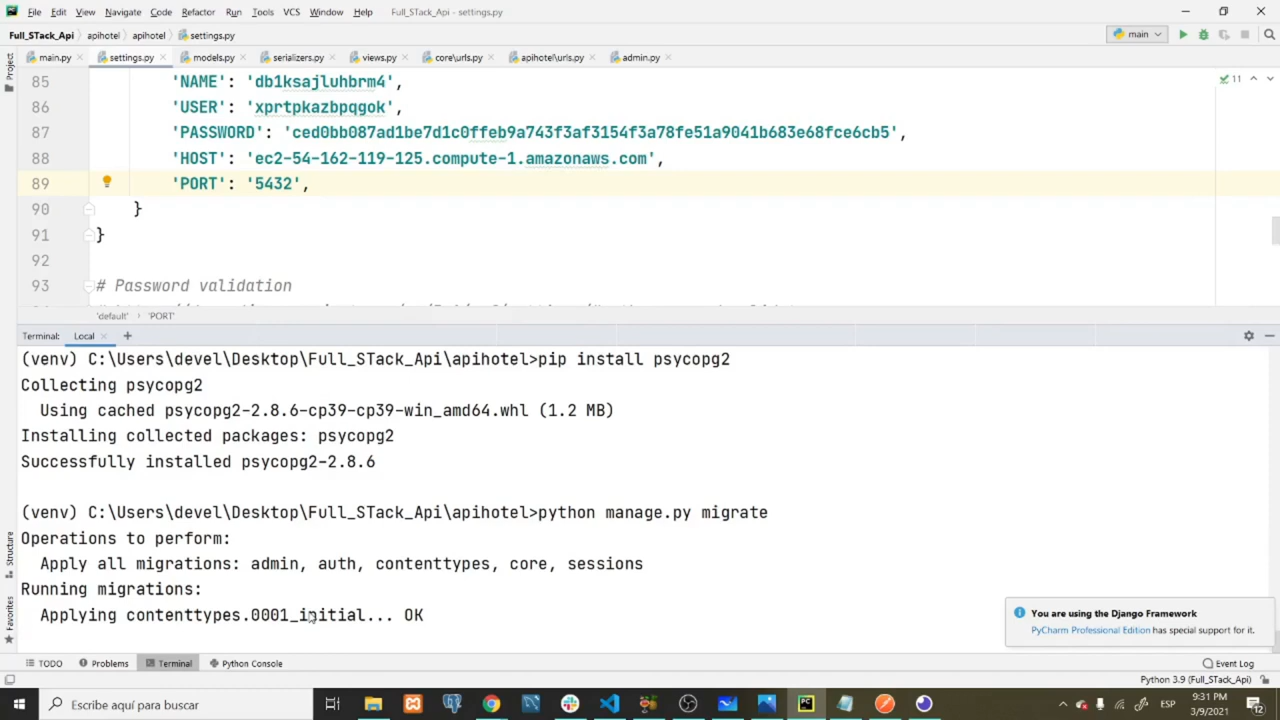 File Edit View Navigate Code Refactor Run Tools VCS Window Help Full_STack_Api - settings.py
Full_STack_Api apihotel apihotel settings.py main
main.py settings.py models.py serializers.py views.py core\urls.py apihotel\urls.py admin.py
Project
11
85 'NAME': 'db1ksajluhbrm4',
86 'USER': 'xprtpkazbpqgok',
87 'PASSWORD': 'ced0bb087ad1be7d1c0ffeb9a743f3af3154f3a78fe51a9041b683e68fce6cb5',
88 'HOST': 'ec2-54-162-119-125.compute-1.amazonaws.com',
89 'PORT': '5432',
90 }
91 }
92
93 # Password validation
'default' › 'PORT'
Terminal: Local +
(venv) C:\Users\devel\Desktop\Full_STack_Api\apihotel>pip install psycopg2
Collecting psycopg2
Using cached psycopg2-2.8.6-cp39-cp39-win_amd64.whl (1.2 MB)
Installing collected packages: psycopg2
Successfully installed psycopg2-2.8.6
(venv) C:\Users\devel\Desktop\Full_STack_Api\apihotel>python manage.py migrate
Operations to perform:
Apply all migrations: admin, auth, contenttypes, core, sessions
Running migrations:
Applying contenttypes.0001_initial... OK
Structure
Favorites
You are using the Django Framework
PyCharm Professional Edition has special support for it.
TODO Problems Terminal Python Console Event Log
Python 3.9 (Full_STack_Api)
Escribe aquí para buscar
ESP
9:31 PM
3/9/2021